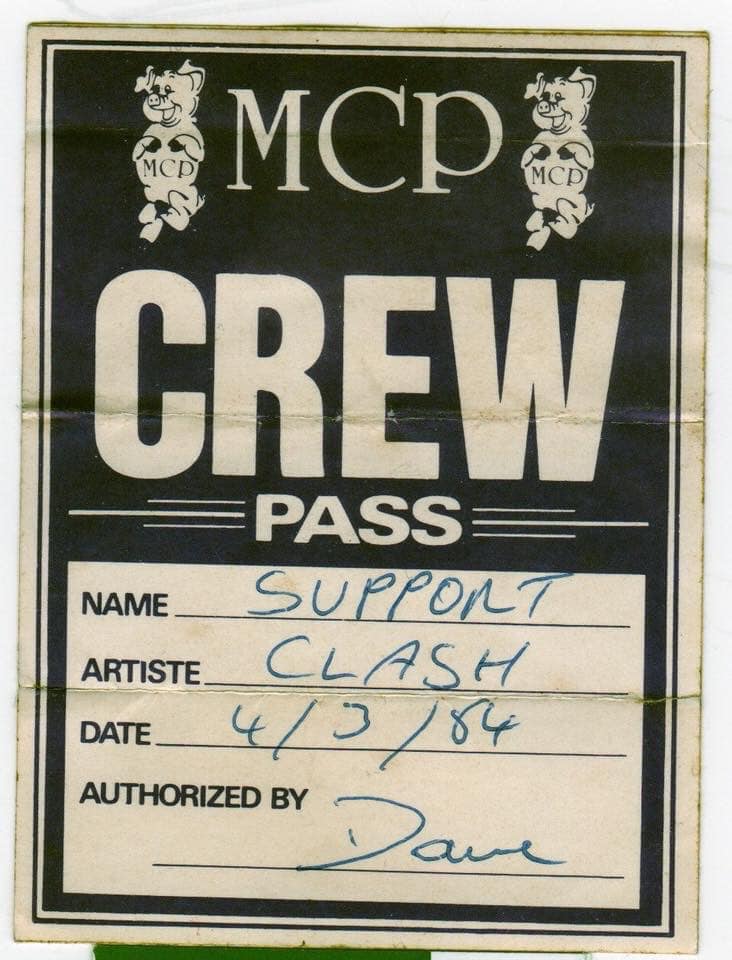 MCP
MCP MCP
CREW
PASS
NAME SUPPORT
ARTISTE CLASH
DATE 4/3/84
AUTHORIZED BY
Dave